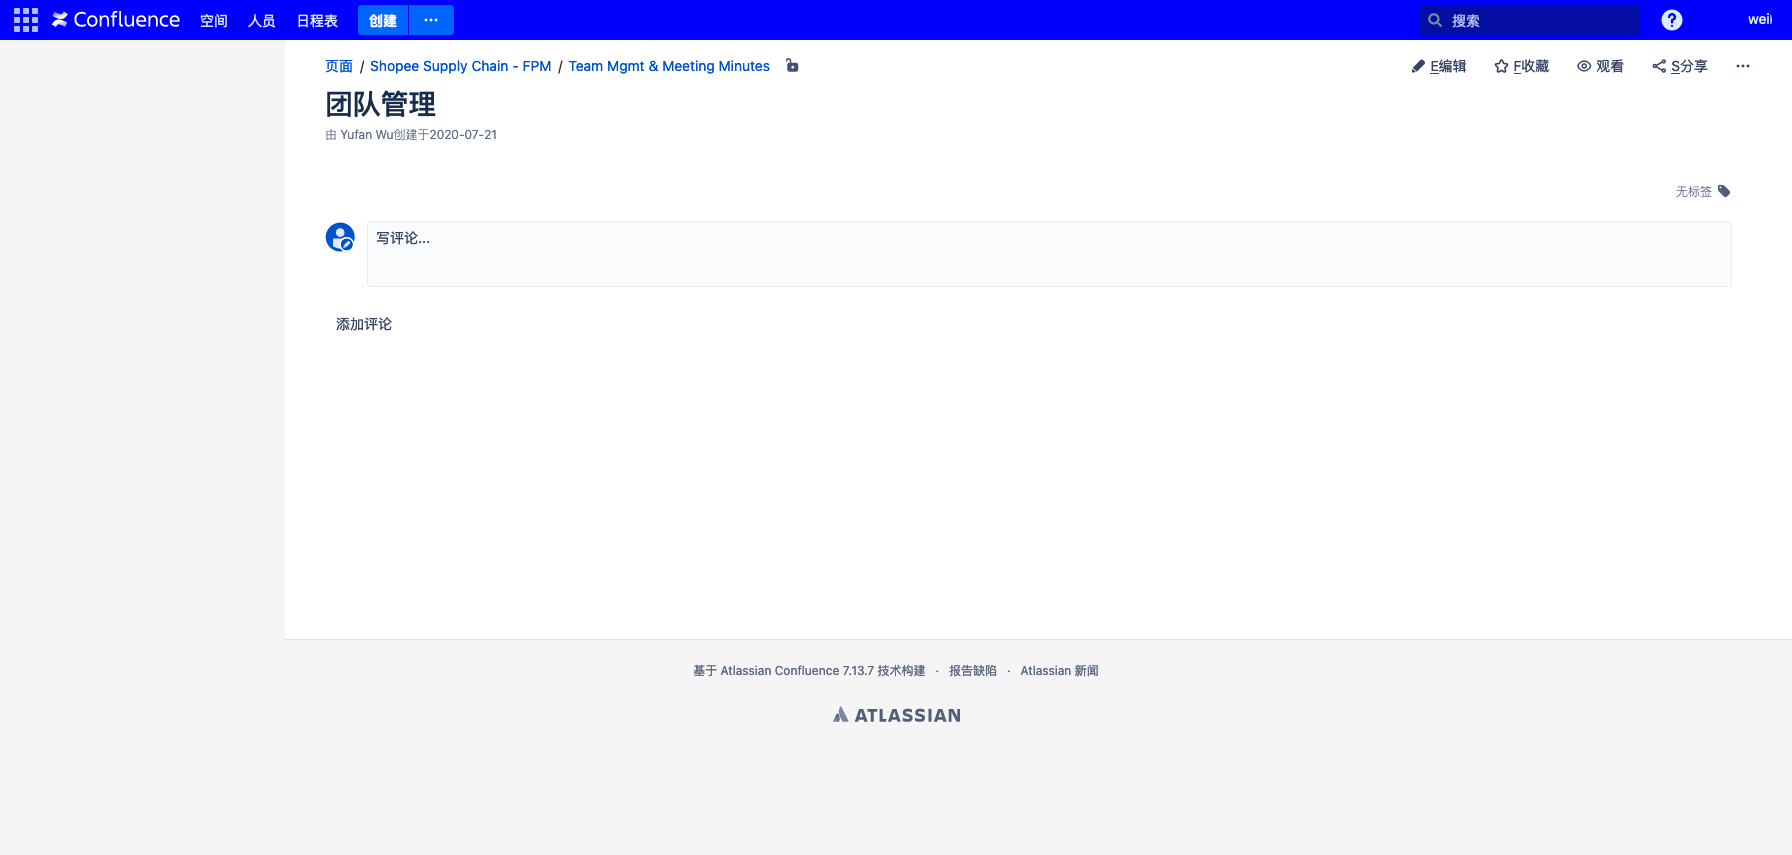 Confluence 空间 人员 日程表 创建 ··· 搜索 ? weil
页面 / Shopee Supply Chain - FPM / Team Mgmt & Meeting Minutes E编辑 F收藏 观看 S分享 ···
团队管理
由 Yufan Wu创建于2020-07-21
无标签
写评论...
添加评论
基于 Atlassian Confluence 7.13.7 技术构建 · 报告缺陷 · Atlassian 新闻
ATLASSIAN